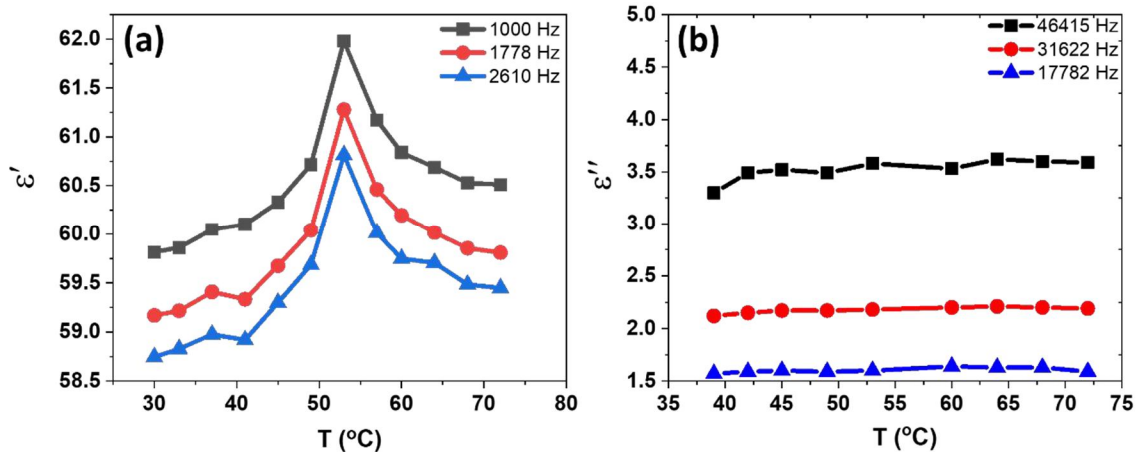 (a)
1000 Hz
1778 Hz
2610 Hz
62.0
61.5
61.0
60.5
60.0
59.5
59.0
58.5
ε′
30 40 50 60 70 80
T (°C)
(b)
46415 Hz
31622 Hz
17782 Hz
5.0
4.5
4.0
3.5
3.0
2.5
2.0
1.5
ε′′
35 40 45 50 55 60 65 70 75
T (°C)